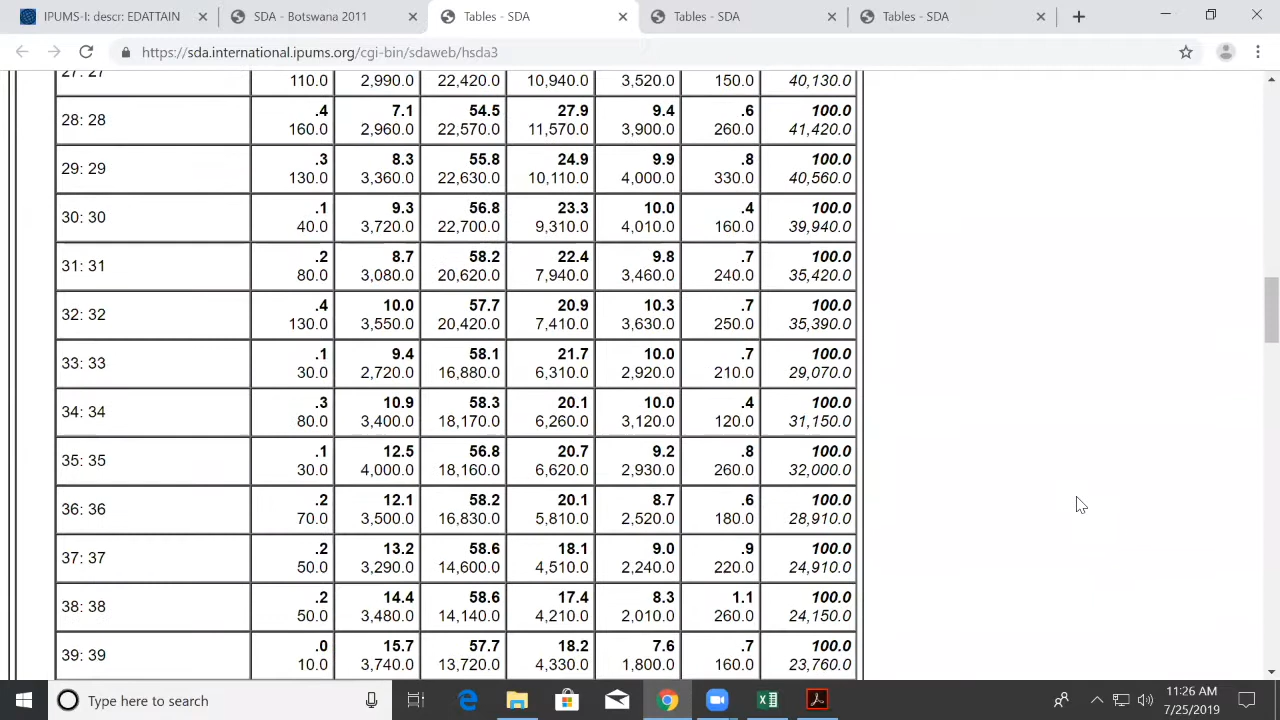 IPUMS-I: descr: EDATTAIN
SDA - Botswana 2011
Tables - SDA
Tables - SDA
Tables - SDA
https://sda.international.ipums.org/cgi-bin/sdaweb/hsda3
27: 27
110.0 2,990.0 22,420.0 10,940.0 3,520.0 150.0 40,130.0
28: 28
.4 7.1 54.5 27.9 9.4 .6 100.0
160.0 2,960.0 22,570.0 11,570.0 3,900.0 260.0 41,420.0
29: 29
.3 8.3 55.8 24.9 9.9 .8 100.0
130.0 3,360.0 22,630.0 10,110.0 4,000.0 330.0 40,560.0
30: 30
.1 9.3 56.8 23.3 10.0 .4 100.0
40.0 3,720.0 22,700.0 9,310.0 4,010.0 160.0 39,940.0
31: 31
.2 8.7 58.2 22.4 9.8 .7 100.0
80.0 3,080.0 20,620.0 7,940.0 3,460.0 240.0 35,420.0
32: 32
.4 10.0 57.7 20.9 10.3 .7 100.0
130.0 3,550.0 20,420.0 7,410.0 3,630.0 250.0 35,390.0
33: 33
.1 9.4 58.1 21.7 10.0 .7 100.0
30.0 2,720.0 16,880.0 6,310.0 2,920.0 210.0 29,070.0
34: 34
.3 10.9 58.3 20.1 10.0 .4 100.0
80.0 3,400.0 18,170.0 6,260.0 3,120.0 120.0 31,150.0
35: 35
.1 12.5 56.8 20.7 9.2 .8 100.0
30.0 4,000.0 18,160.0 6,620.0 2,930.0 260.0 32,000.0
36: 36
.2 12.1 58.2 20.1 8.7 .6 100.0
70.0 3,500.0 16,830.0 5,810.0 2,520.0 180.0 28,910.0
37: 37
.2 13.2 58.6 18.1 9.0 .9 100.0
50.0 3,290.0 14,600.0 4,510.0 2,240.0 220.0 24,910.0
38: 38
.2 14.4 58.6 17.4 8.3 1.1 100.0
50.0 3,480.0 14,140.0 4,210.0 2,010.0 260.0 24,150.0
39: 39
.0 15.7 57.7 18.2 7.6 .7 100.0
10.0 3,740.0 13,720.0 4,330.0 1,800.0 160.0 23,760.0
Type here to search
11:26 AM
7/25/2019